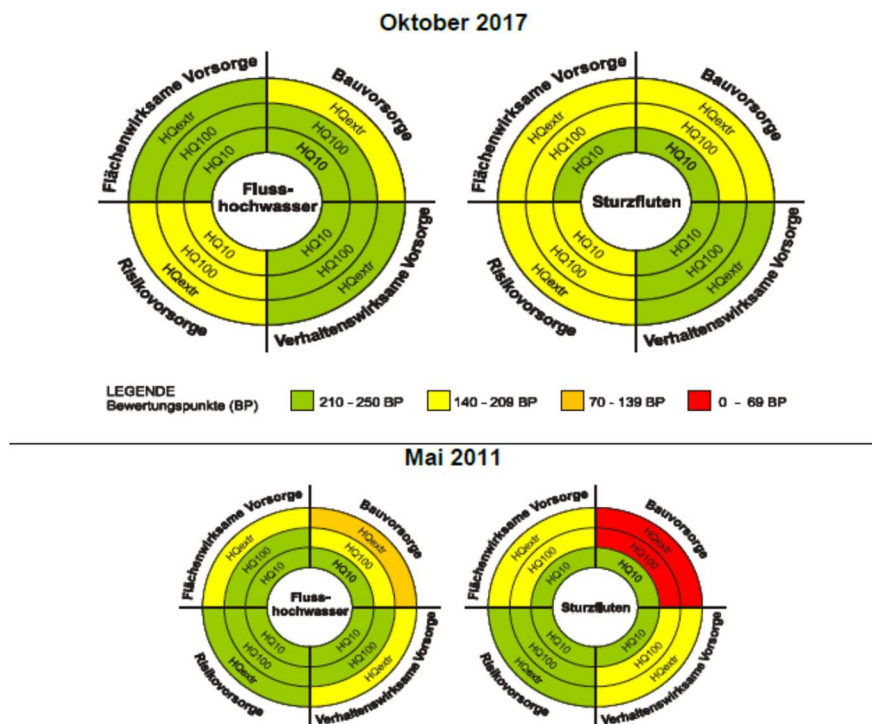 Oktober 2017
Flächenwirksame Vorsorge
Bauvorsorge
HQextr
HQ100
HQ10
HQextr
HQ100
HQ10
Fluss-
hochwasser
HQ10
HQ100
HQextr
HQ10
HQ100
HQextr
Risikovorsorge
Verhaltenswirksame Vorsorge
Flächenwirksame Vorsorge
Bauvorsorge
HQextr
HQ100
HQ10
HQextr
HQ100
HQ10
Sturzfluten
HQ10
HQ100
HQextr
HQ10
HQ100
HQextr
Risikovorsorge
Verhaltenswirksame Vorsorge
LEGENDE
Bewertungspunkte (BP)
210 - 250 BP
140 - 209 BP
70 - 139 BP
0 - 69 BP
Mai 2011
Flächenwirksame Vorsorge
Bauvorsorge
HQextr
HQ100
HQ10
HQextr
HQ100
HQ10
Fluss-
hochwasser
HQ10
HQ100
HQextr
HQ10
HQ100
HQextr
Risikovorsorge
Verhaltenswirksame Vorsorge
Flächenwirksame Vorsorge
Bauvorsorge
HQextr
HQ100
HQ10
HQextr
HQ100
HQ10
Sturzfluten
HQ10
HQ100
HQextr
HQ10
HQ100
HQextr
Risikovorsorge
Verhaltenswirksame Vorsorge